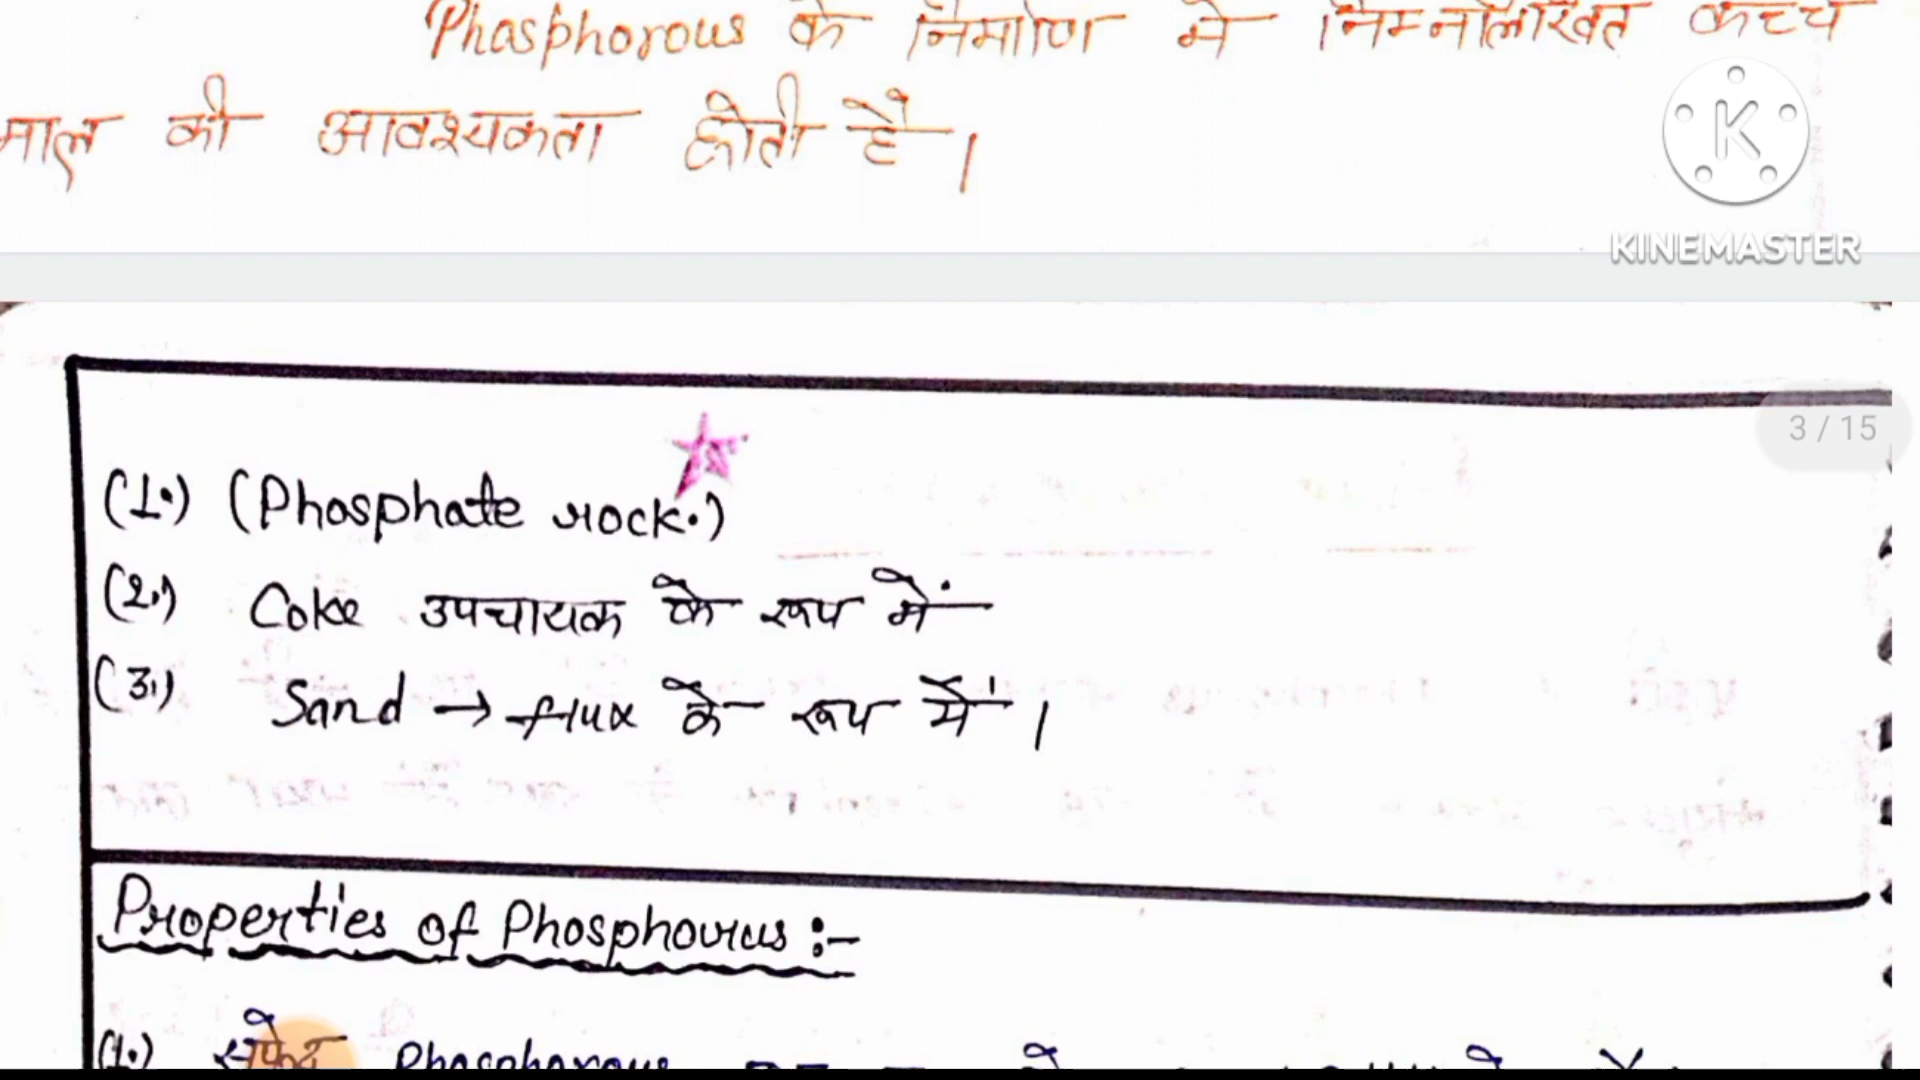 Phasphorous के निर्माण मे निम्नलिखित कच्चे
माल की आवश्यकता होती है।
KINEMASTER
3 / 15
(1.) (Phosphate rock.)
(2.) Coke उपचायक के रूप में
(3.) Sand → flux के रूप में।
Properties of Phosphorus :-
(1.) सफेद Phosphorous